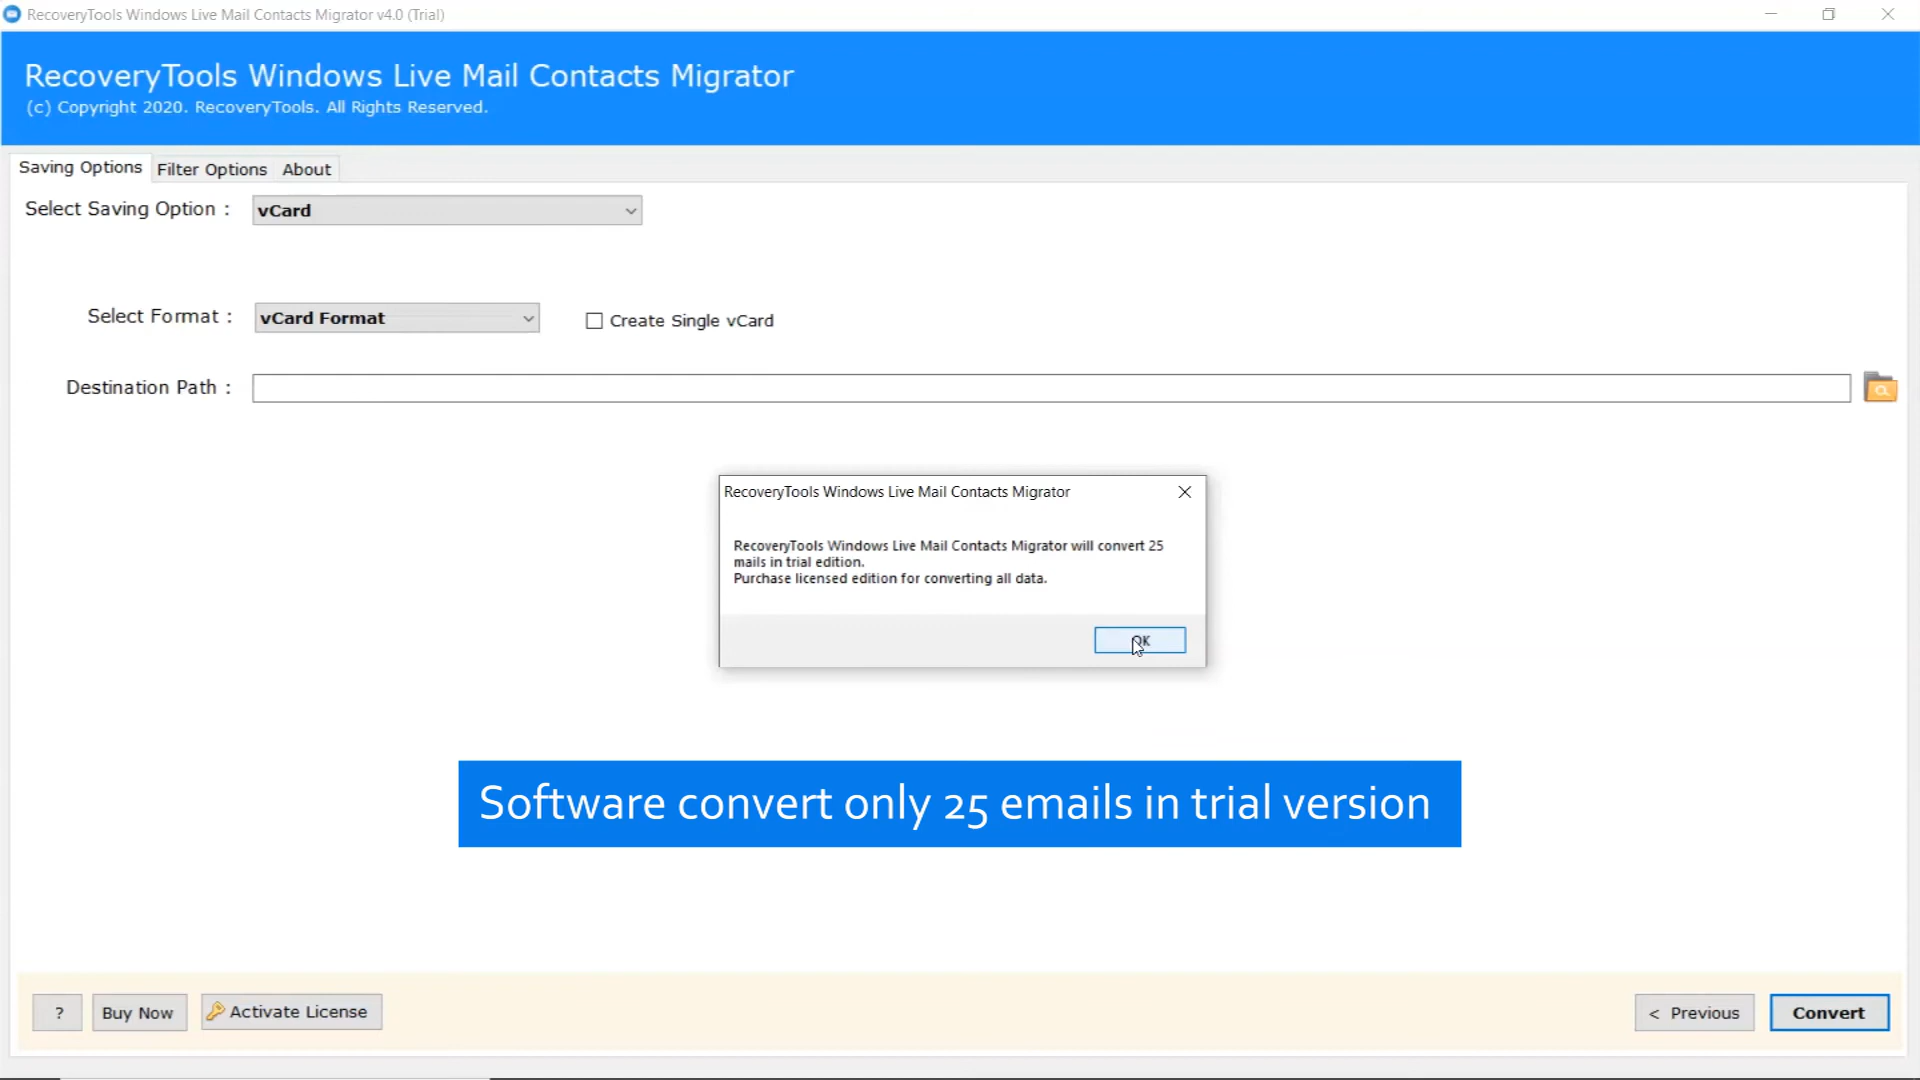 RecoveryTools Windows Live Mail Contacts Migrator v4.0 (Trial)
RecoveryTools Windows Live Mail Contacts Migrator
(c) Copyright 2020. RecoveryTools. All Rights Reserved.
Saving Options Filter Options About
Select Saving Option : vCard
Select Format : vCard Format Create Single vCard
Destination Path :
RecoveryTools Windows Live Mail Contacts Migrator
RecoveryTools Windows Live Mail Contacts Migrator will convert 25
mails in trial edition.
Purchase licensed edition for converting all data.
OK
Software convert only 25 emails in trial version
? Buy Now Activate License < Previous Convert